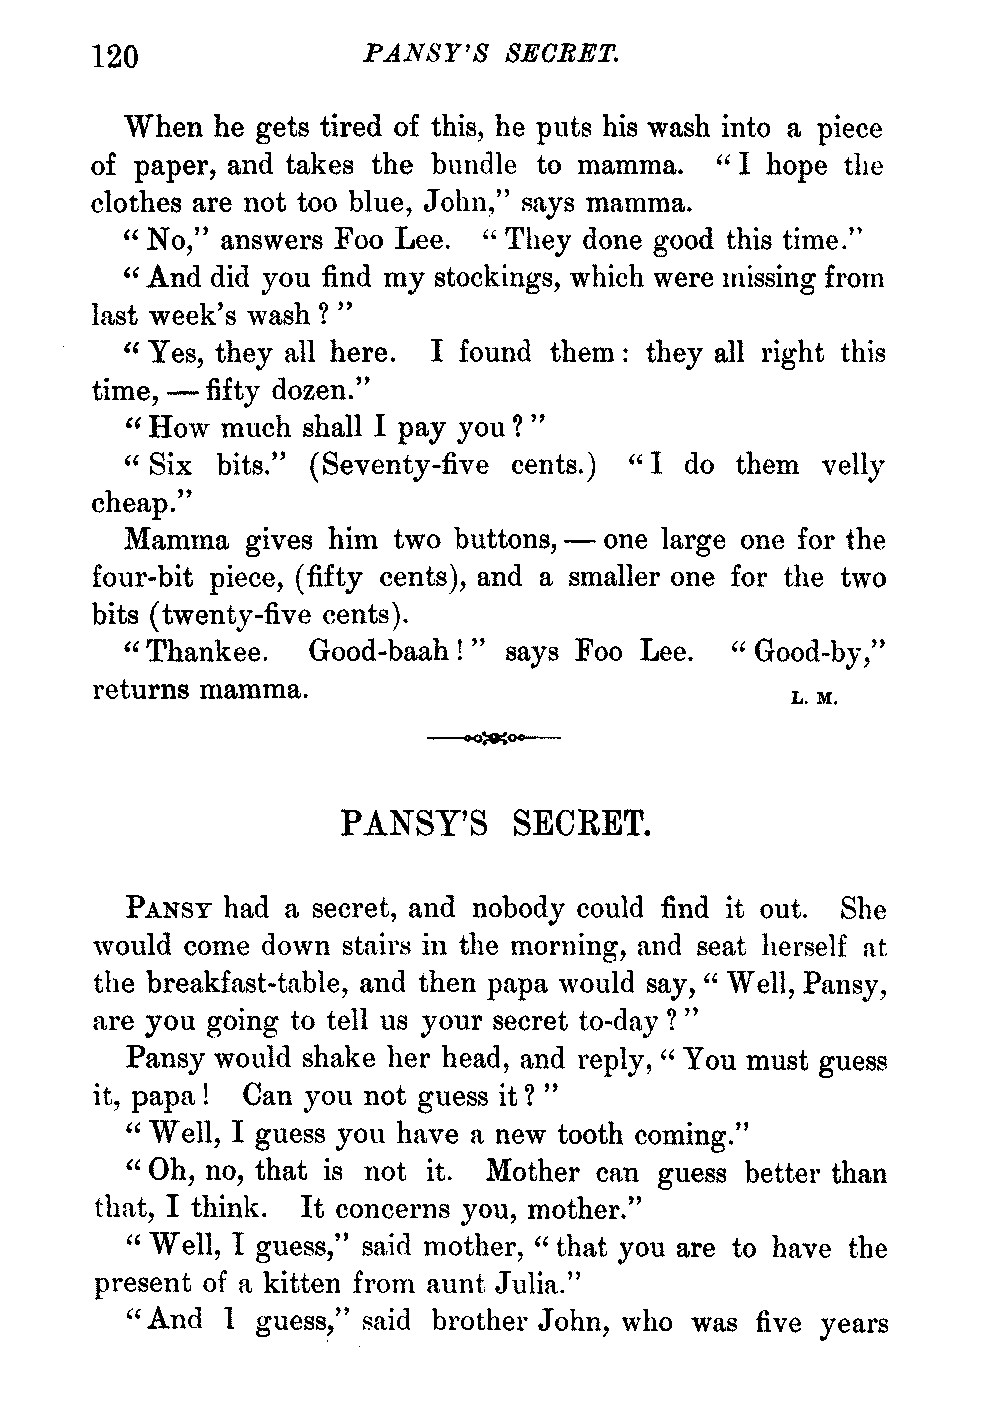 120 PANSY'S SECRET.
When he gets tired of this, he puts his wash into a piece
of paper, and takes the bundle to mamma. "I hope the
clothes are not too blue, John," says mamma.
"No," answers Foo Lee. "They done good this time."
"And did you find my stockings, which were missing from
last week's wash?"
"Yes, they all here. I found them: they all right this
time,—fifty dozen."
"How much shall I pay you?"
"Six bits." (Seventy-five cents.) "I do them velly
cheap."
Mamma gives him two buttons,—one large one for the
four-bit piece, (fifty cents), and a smaller one for the two
bits (twenty-five cents).
"Thankee. Good-baah!" says Foo Lee. "Good-by,"
returns mamma. L. M.
PANSY'S SECRET.
PANSY had a secret, and nobody could find it out. She
would come down stairs in the morning, and seat herself at
the breakfast-table, and then papa would say, "Well, Pansy,
are you going to tell us your secret to-day?"
Pansy would shake her head, and reply, "You must guess
it, papa! Can you not guess it?"
"Well, I guess you have a new tooth coming."
"Oh, no, that is not it. Mother can guess better than
that, I think. It concerns you, mother."
"Well, I guess," said mother, "that you are to have the
present of a kitten from aunt Julia."
"And I guess," said brother John, who was five years